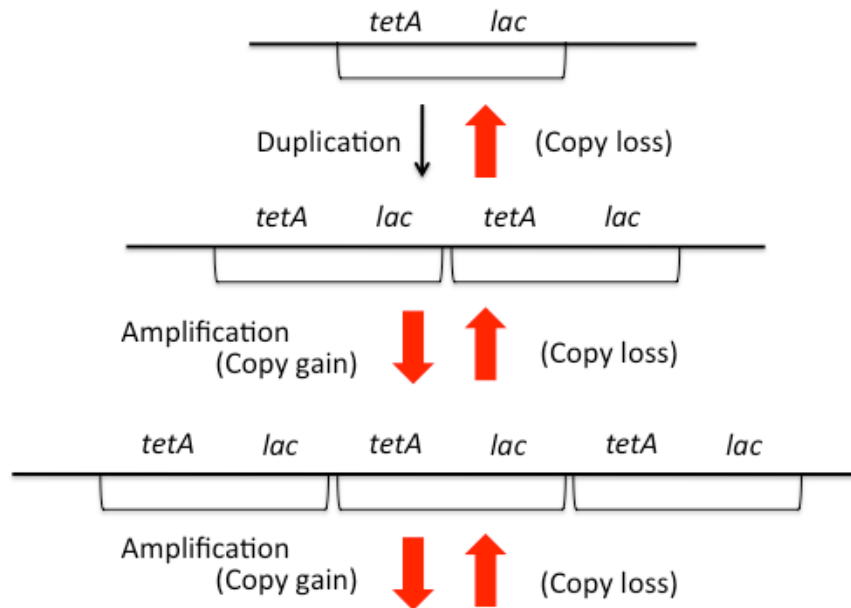 tetA lac
Duplication (Copy loss)
tetA lac tetA lac
Amplification
(Copy gain) (Copy loss)
tetA lac tetA lac tetA lac
Amplification
(Copy gain) (Copy loss)